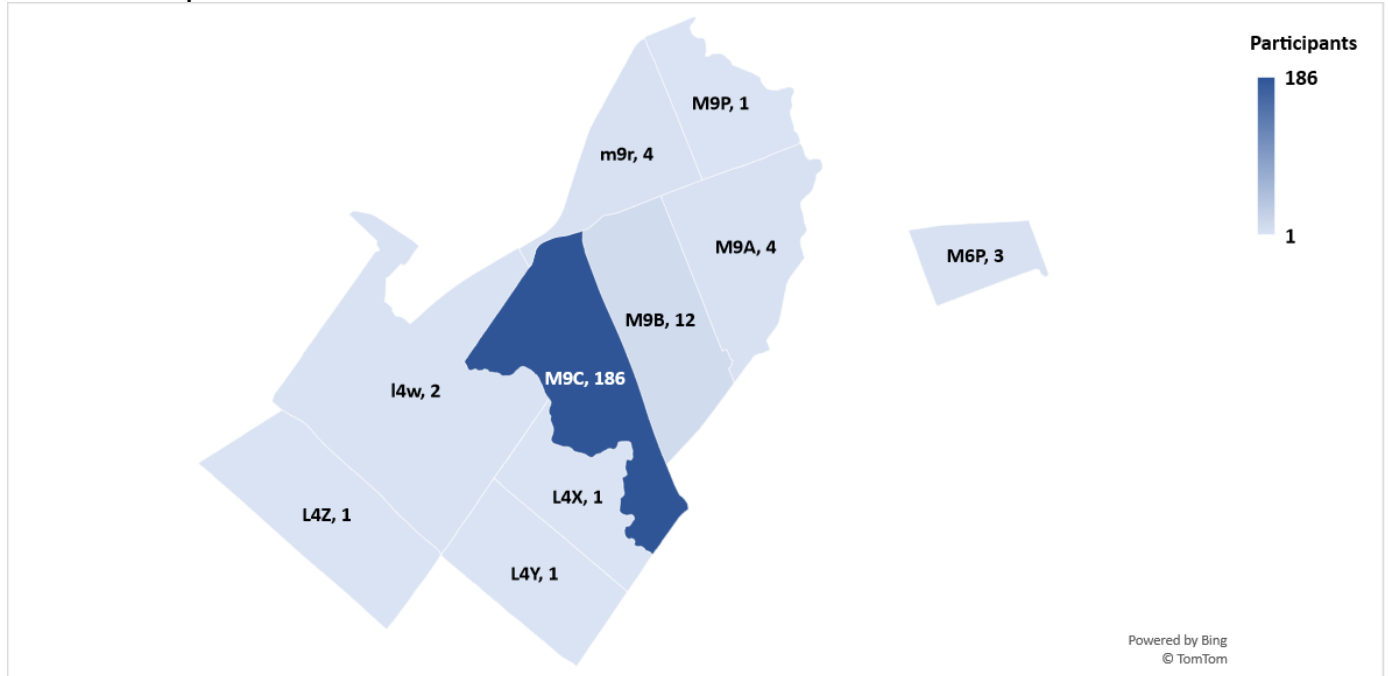 Participants
186
1
M9P, 1
m9r, 4
M9A, 4
M6P, 3
M9B, 12
M9C, 186
l4w, 2
L4X, 1
L4Z, 1
L4Y, 1
Powered by Bing
© TomTom